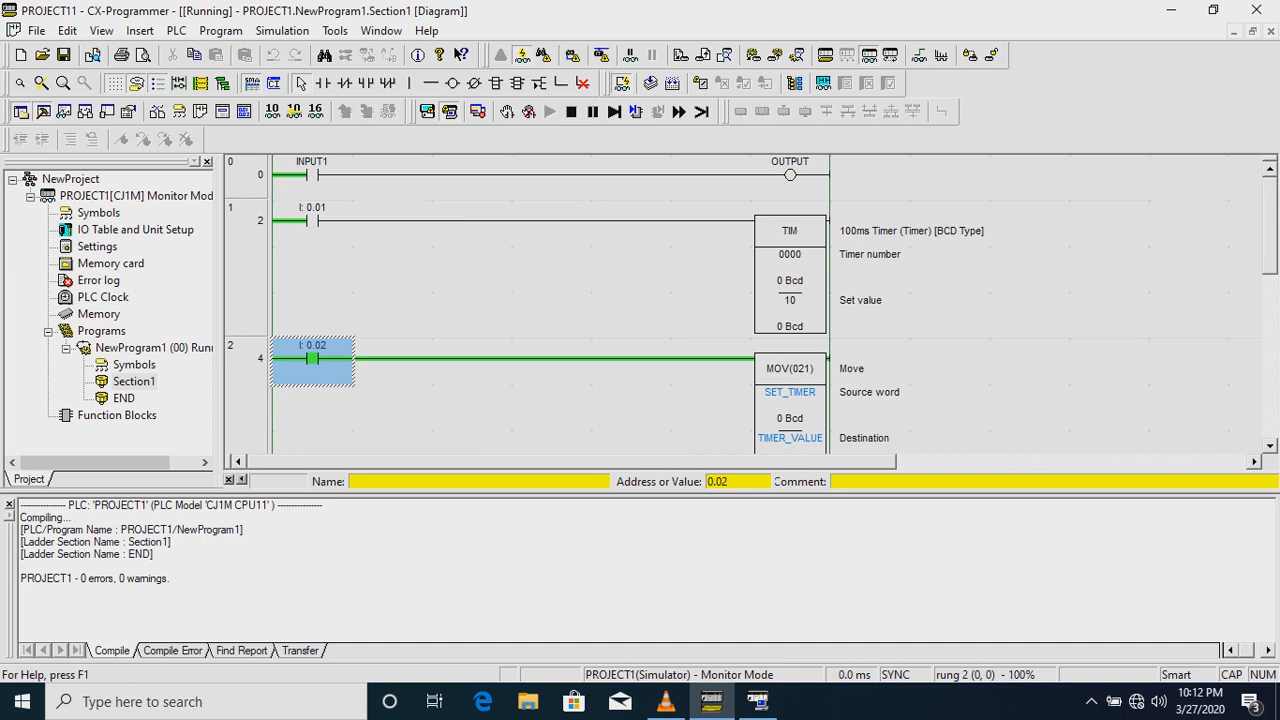 PROJECT11 - CX-Programmer - [[Running] - PROJECT1.NewProgram1.Section1 [Diagram]]
File Edit View Insert PLC Program Simulation Tools Window Help
10 10 16
NewProject
PROJECT1[CJ1M] Monitor Mod
Symbols
IO Table and Unit Setup
Settings
Memory card
Error log
PLC Clock
Memory
Programs
NewProgram1 (00) Runn
Symbols
Section1
END
Function Blocks
Project
0
0
INPUT1
OUTPUT
1
2
I: 0.01
TIM
100ms Timer (Timer) [BCD Type]
0000
Timer number
0 Bcd
10
Set value
0 Bcd
2
4
I: 0.02
MOV(021)
Move
SET_TIMER
Source word
0 Bcd
TIMER_VALUE
Destination
Name:
Address or Value: 0.02
Comment:
--------------- PLC: 'PROJECT1' (PLC Model 'CJ1M CPU11' ) ---------------
Compiling...
[PLC/Program Name : PROJECT1/NewProgram1]
[Ladder Section Name : Section1]
[Ladder Section Name : END]
PROJECT1 - 0 errors, 0 warnings.
Compile Compile Error Find Report Transfer
For Help, press F1
PROJECT1(Simulator) - Monitor Mode
0.0 ms
SYNC
rung 2 (0, 0) - 100%
Smart
CAP
NUM
Type here to search
10:12 PM
3/27/2020
3